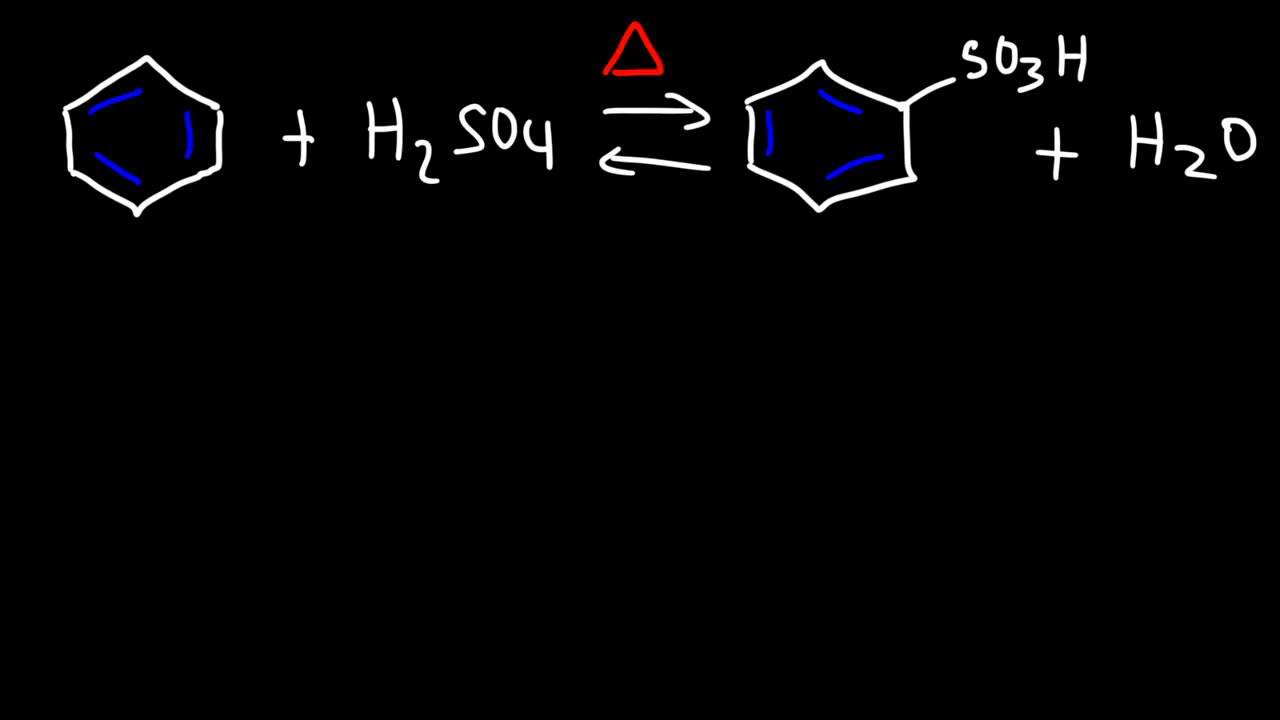 + H₂SO₄ Δ ⇌ SO₃H + H₂O